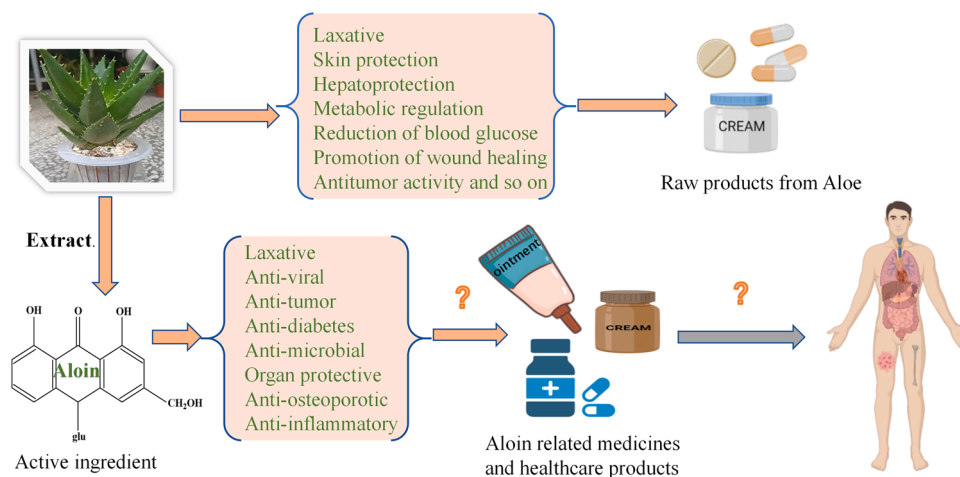 Laxative
Skin protection
Hepatoprotection
Metabolic regulation
Reduction of blood glucose
Promotion of wound healing
Antitumor activity and so on
CREAM
Raw products from Aloe
Extract.
Laxative
Anti-viral
Anti-tumor
Anti-diabetes
Anti-microbial
Organ protective
Anti-osteoporotic
Anti-inflammatory
?
ointment
CREAM
?
OH
O
OH
Aloin
CH₂OH
glu
Active ingredient
Aloin related medicines
and healthcare products